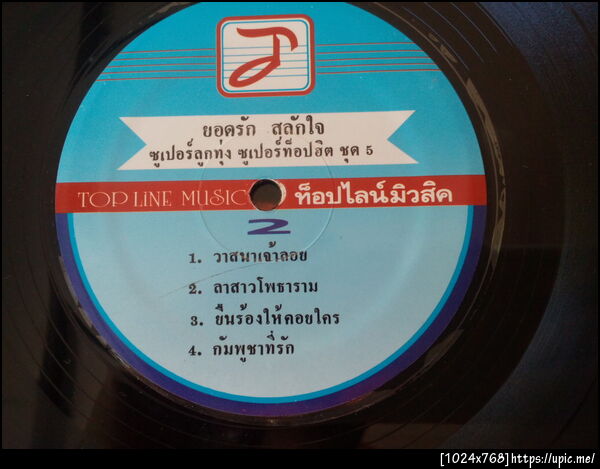 ยอดรัก สลักใจ
ซูเปอร์ลูกทุ่ง ซูเปอร์ท็อปฮิต ชุด 5
TOP LINE MUSIC ท็อปไลน์มิวสิค
2
1. วาสนาเจ้าลอย
2. ลาสาวโพธาราม
3. ขึ้นร้องให้คอยใคร
4. กัมพูชาที่รัก
[1024x768]https://upic.me/